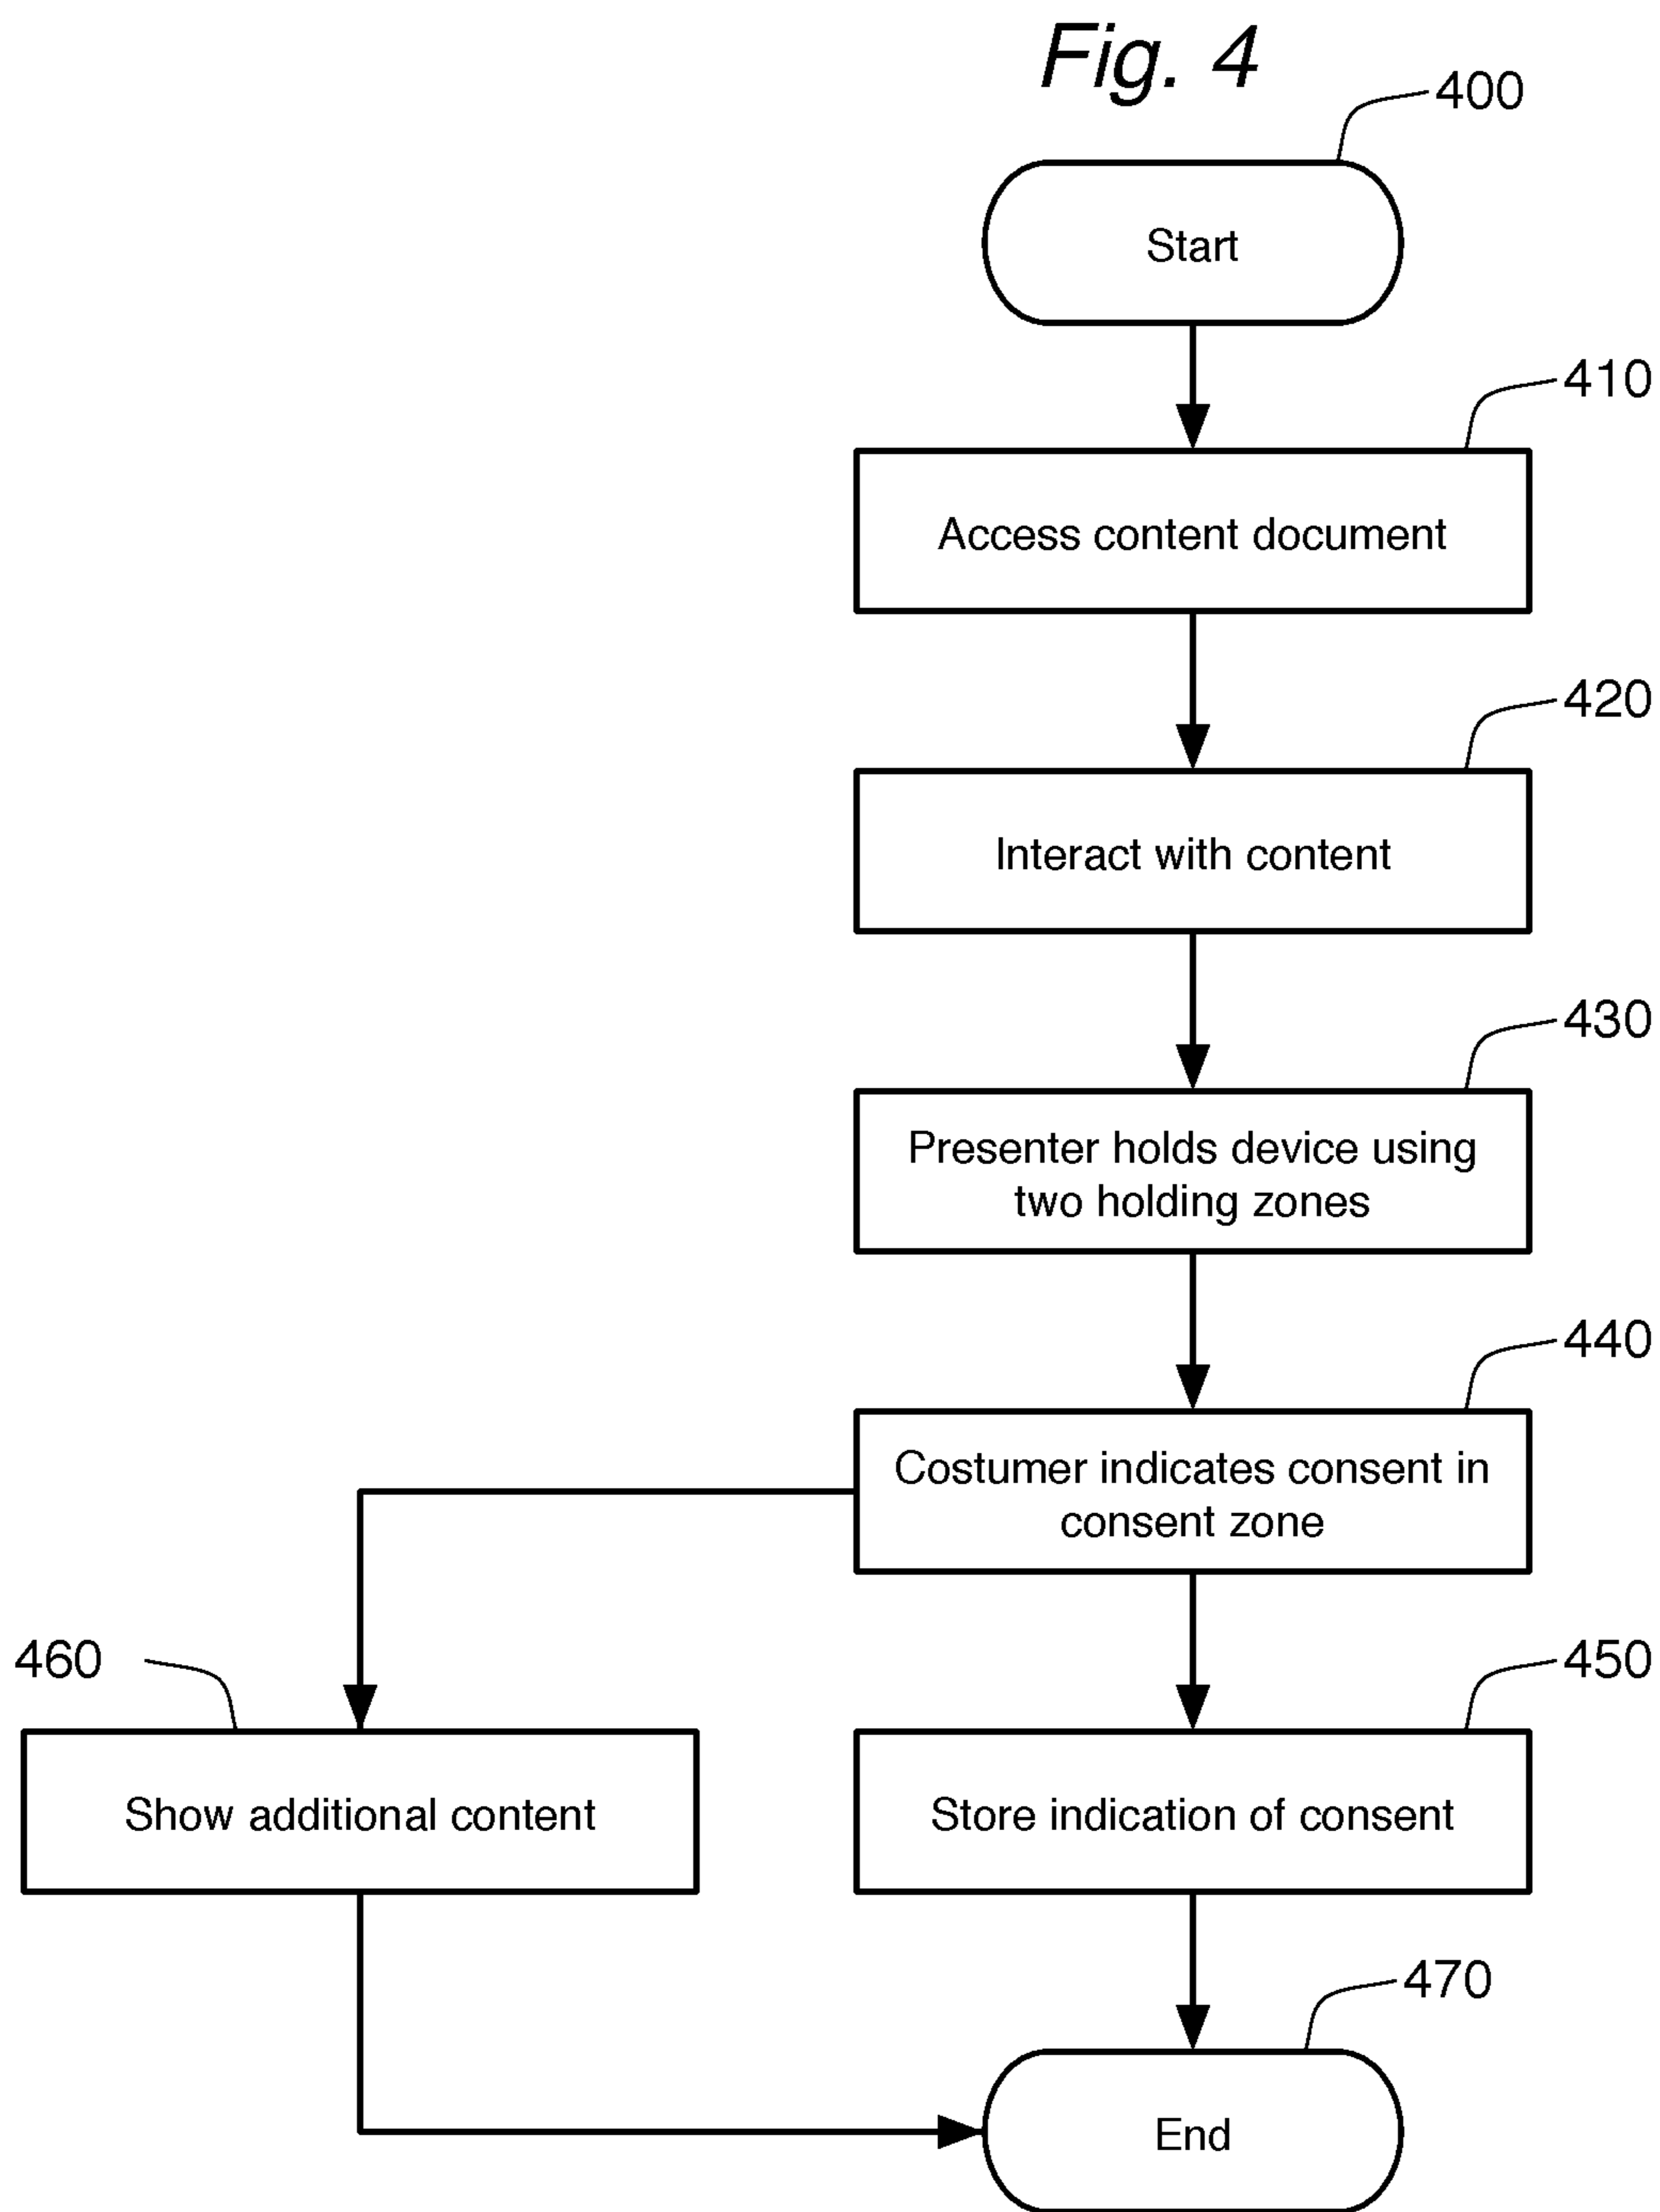 Fig. 4
400
Start
410
Access content document
420
Interact with content
430
Presenter holds device using
two holding zones
440
Costumer indicates consent in
consent zone
460
450
Show additional content
Store indication of consent
470
End